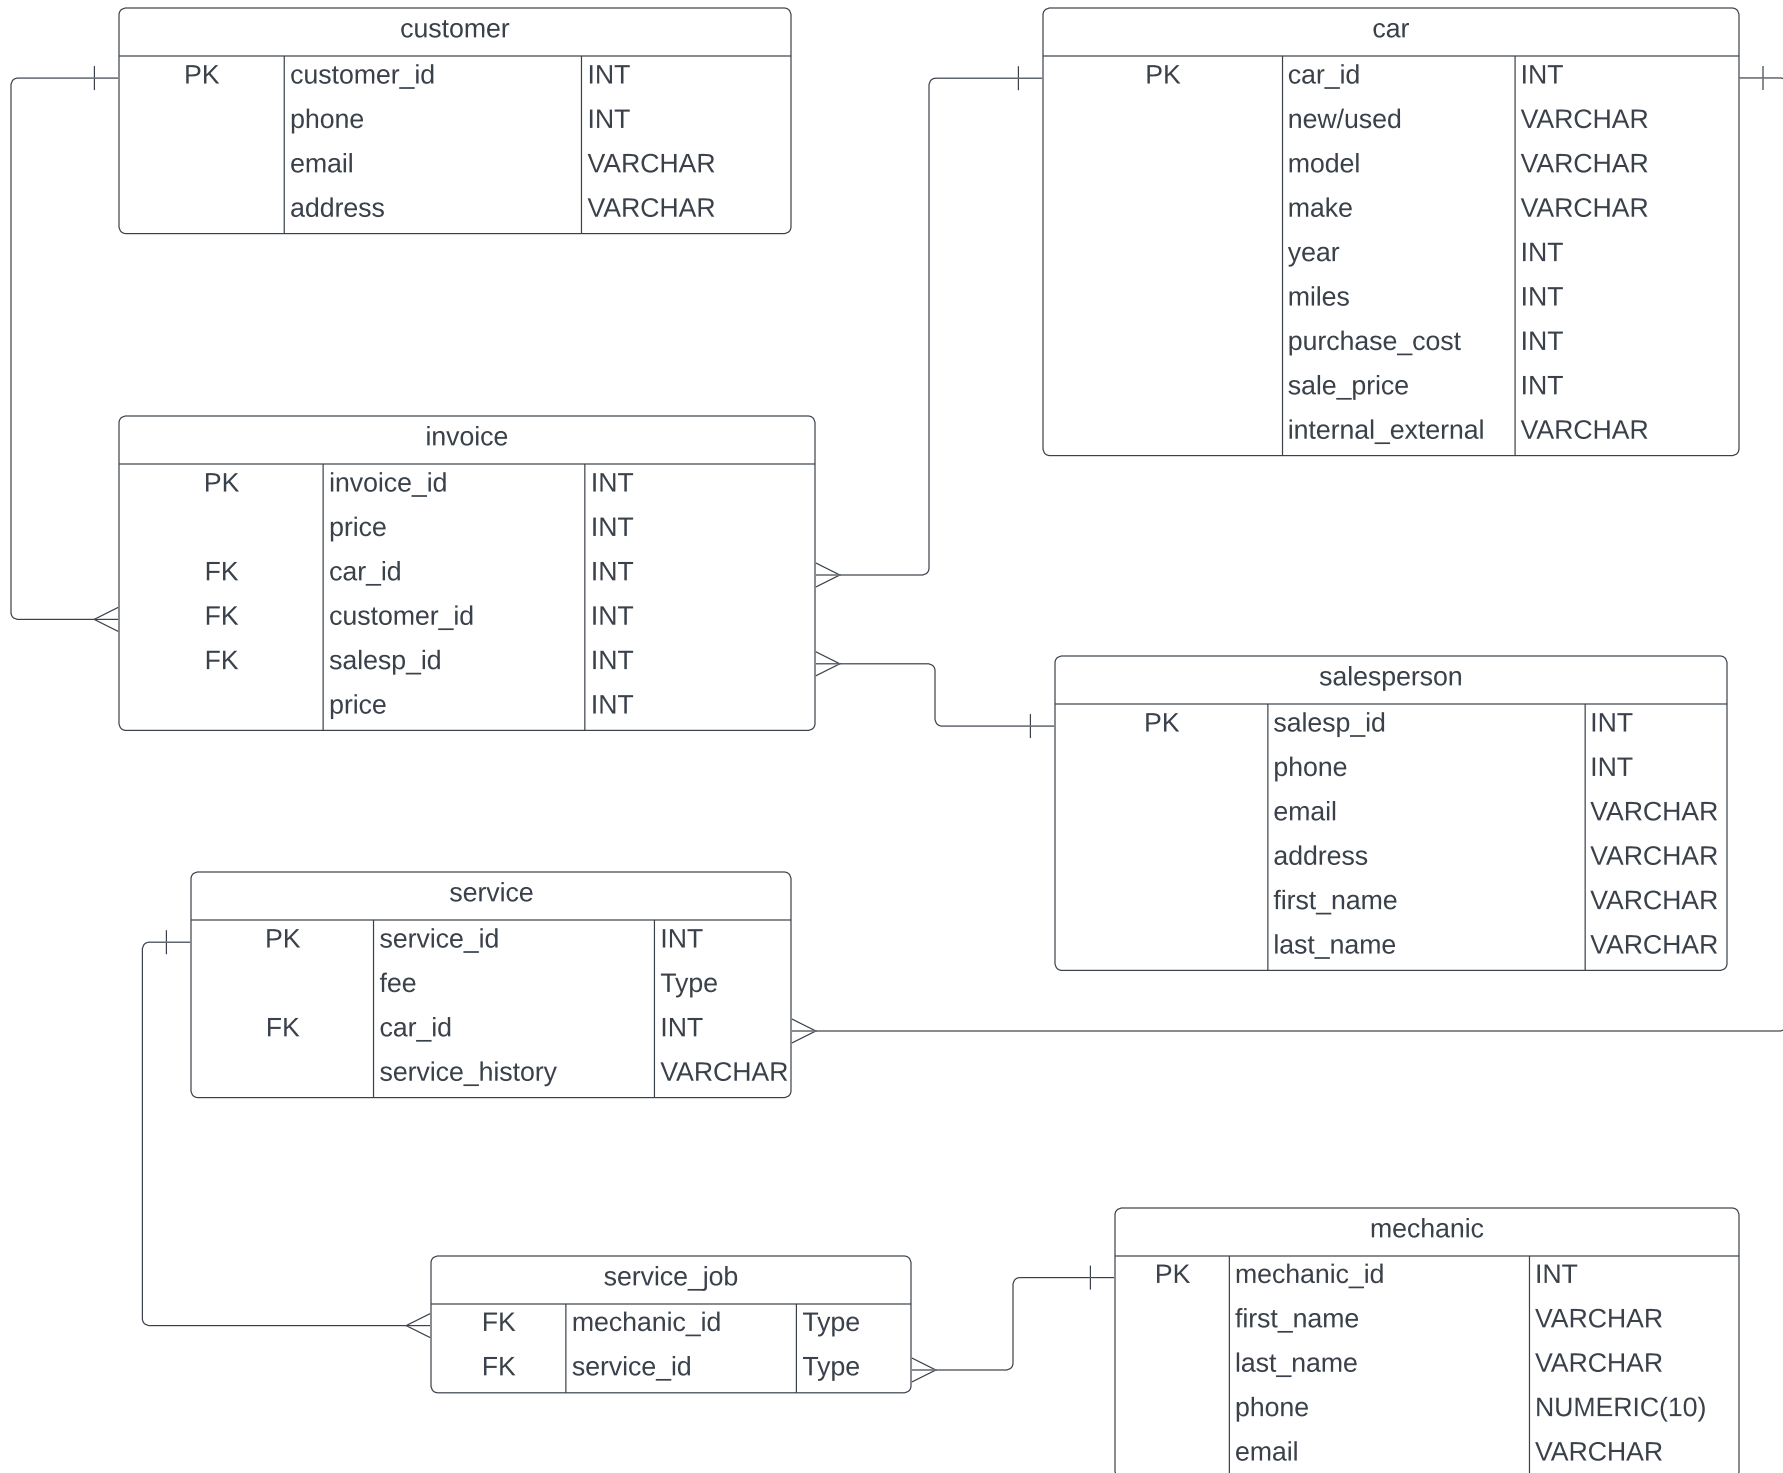 customer
PK customer_id INT
phone INT
email VARCHAR
address VARCHAR
car
PK car_id INT
new/used VARCHAR
model VARCHAR
make VARCHAR
year INT
miles INT
purchase_cost INT
sale_price INT
internal_external VARCHAR
invoice
PK invoice_id INT
price INT
FK car_id INT
FK customer_id INT
FK salesp_id INT
price INT
salesperson
PK salesp_id INT
phone INT
email VARCHAR
address VARCHAR
first_name VARCHAR
last_name VARCHAR
service
PK service_id INT
fee Type
FK car_id INT
service_history VARCHAR
service_job
FK mechanic_id Type
FK service_id Type
mechanic
PK mechanic_id INT
first_name VARCHAR
last_name VARCHAR
phone NUMERIC(10)
email VARCHAR